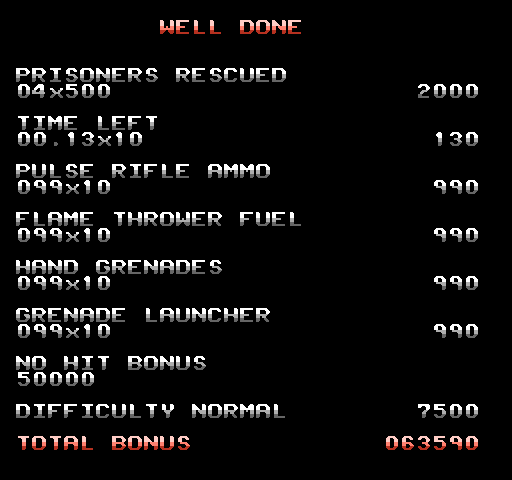 WELL DONE
PRISONERS RESCUED
04x500 2000
TIME LEFT
00.13x10 130
PULSE RIFLE AMMO
099x10 990
FLAME THROWER FUEL
099x10 990
HAND GRENADES
099x10 990
GRENADE LAUNCHER
099x10 990
NO HIT BONUS
50000
DIFFICULTY NORMAL 7500
TOTAL BONUS 063590